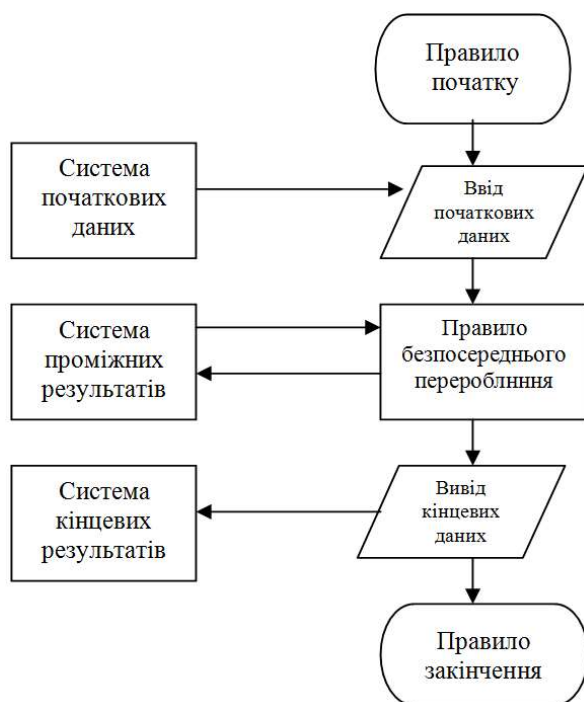 Правило
початку
Система
початкових
даних
Ввід
початкових
даних
Система
проміжних
результатів
Правило
безпосереднього
перероблнння
Система
кінцевих
результатів
Вивід
кінцевих
даних
Правило
закінчення